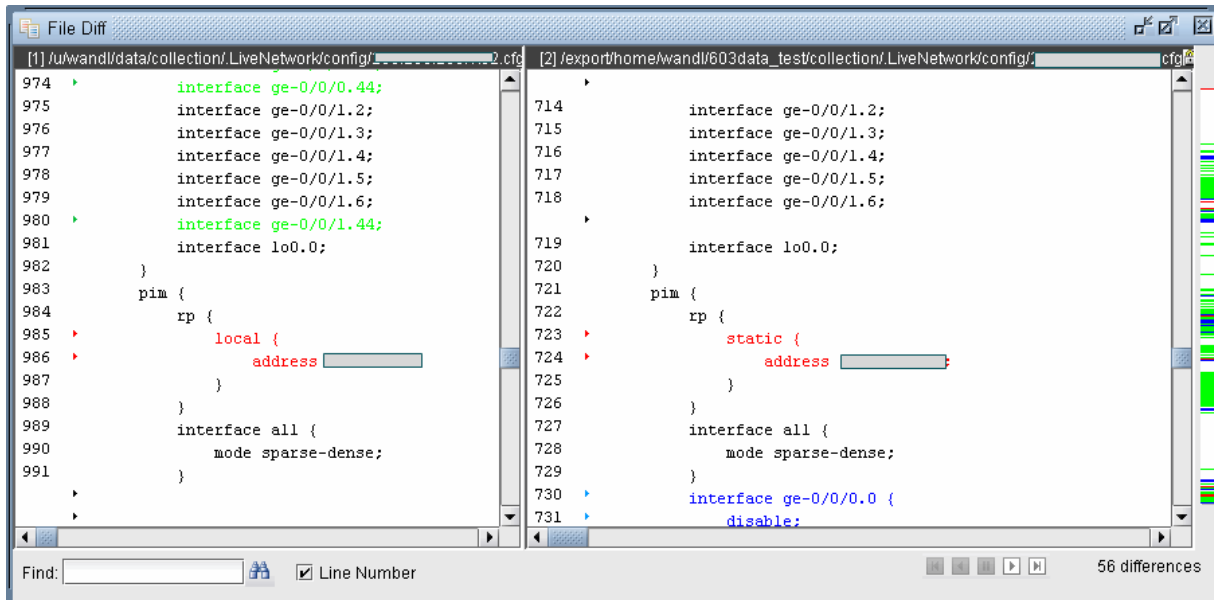 File Diff
[1] /u/wandl/data/collection/.LiveNetwork/config/ .cfg
974 interface ge-0/0/0.44;
975 interface ge-0/0/1.2;
976 interface ge-0/0/1.3;
977 interface ge-0/0/1.4;
978 interface ge-0/0/1.5;
979 interface ge-0/0/1.6;
980 interface ge-0/0/1.44;
981 interface lo0.0;
982 }
983 pim {
984 rp {
985 local {
986 address
987 }
988 }
989 interface all {
990 mode sparse-dense;
991 }
[2] /export/home/wandl/603data_test/collection/.LiveNetwork/config/ cfg
714 interface ge-0/0/1.2;
715 interface ge-0/0/1.3;
716 interface ge-0/0/1.4;
717 interface ge-0/0/1.5;
718 interface ge-0/0/1.6;
719 interface lo0.0;
720 }
721 pim {
722 rp {
723 static {
724 address ;
725 }
726 }
727 interface all {
728 mode sparse-dense;
729 }
730 interface ge-0/0/0.0 {
731 disable;
Find:
Line Number
56 differences